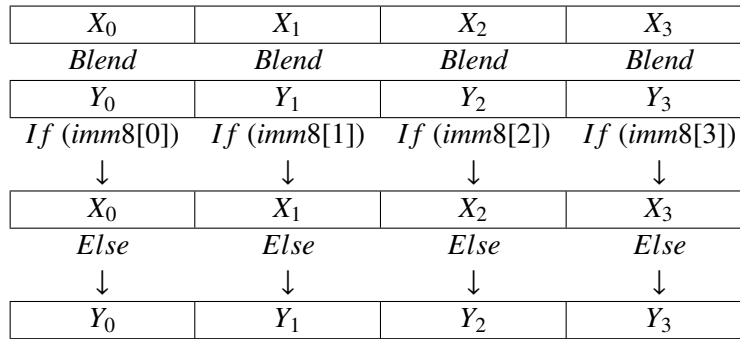 X₀ X₁ X₂ X₃
Blend Blend Blend Blend
Y₀ Y₁ Y₂ Y₃
If (imm8[0]) If (imm8[1]) If (imm8[2]) If (imm8[3])
↓ ↓ ↓ ↓
X₀ X₁ X₂ X₃
Else Else Else Else
↓ ↓ ↓ ↓
Y₀ Y₁ Y₂ Y₃